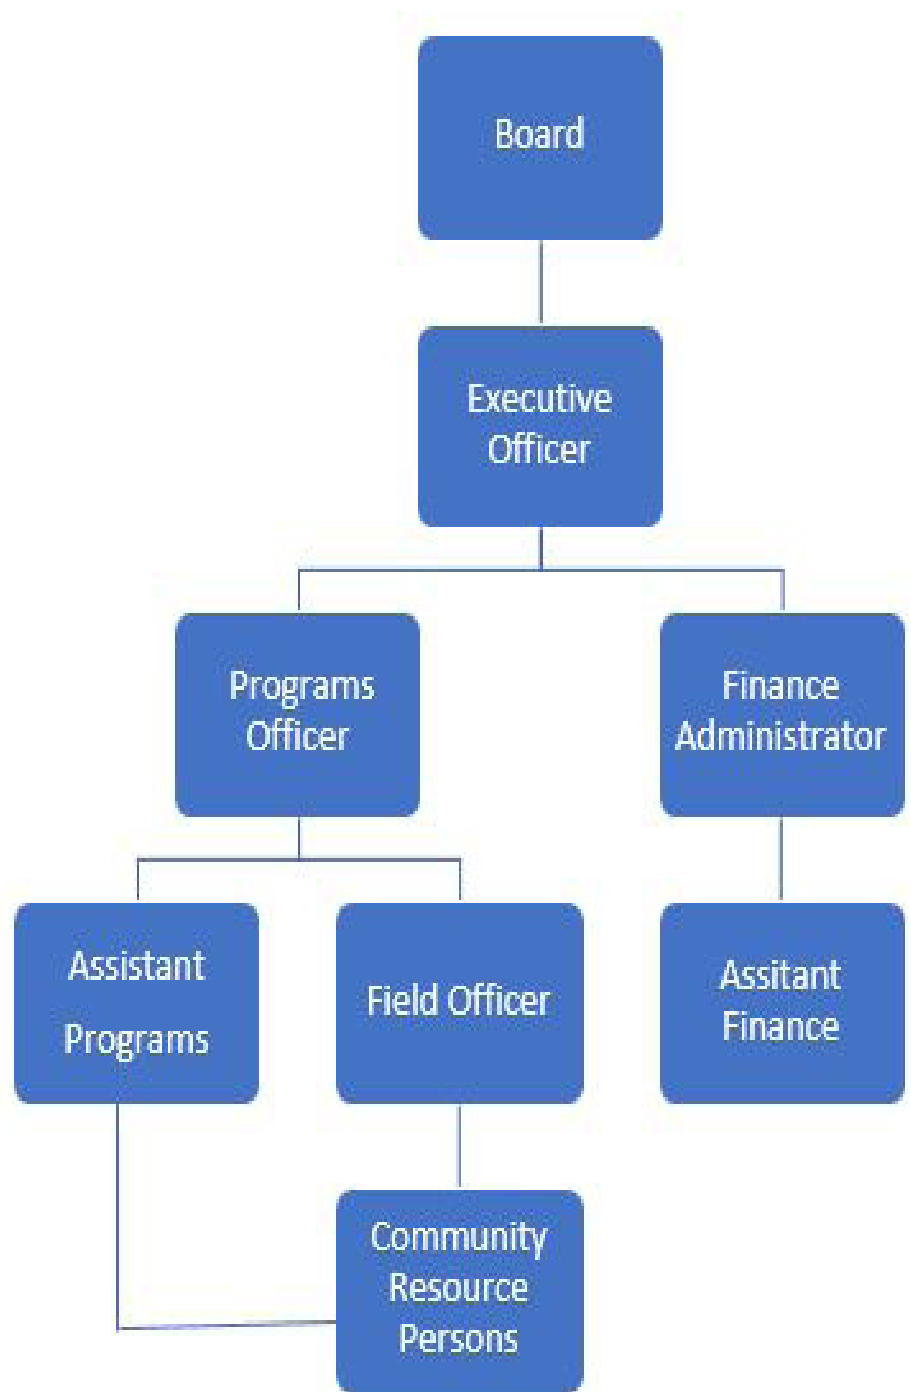 Board
Executive
Officer
Programs
Officer
Finance
Administrator
Assistant
Programs
Field Officer
Assitant
Finance
Community
Resource
Persons